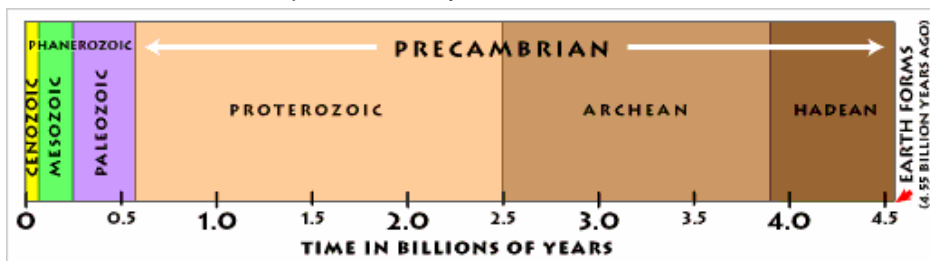 PHANEROZOIC
PRECAMBRIAN
CENOZOIC
MESOZOIC
PALEOZOIC
PROTEROZOIC
ARCHEAN
HADEAN
EARTH FORMS
(4.55 BILLION YEARS AGO)
0 0.5 1.0 1.5 2.0 2.5 3.0 3.5 4.0 4.5
TIME IN BILLIONS OF YEARS